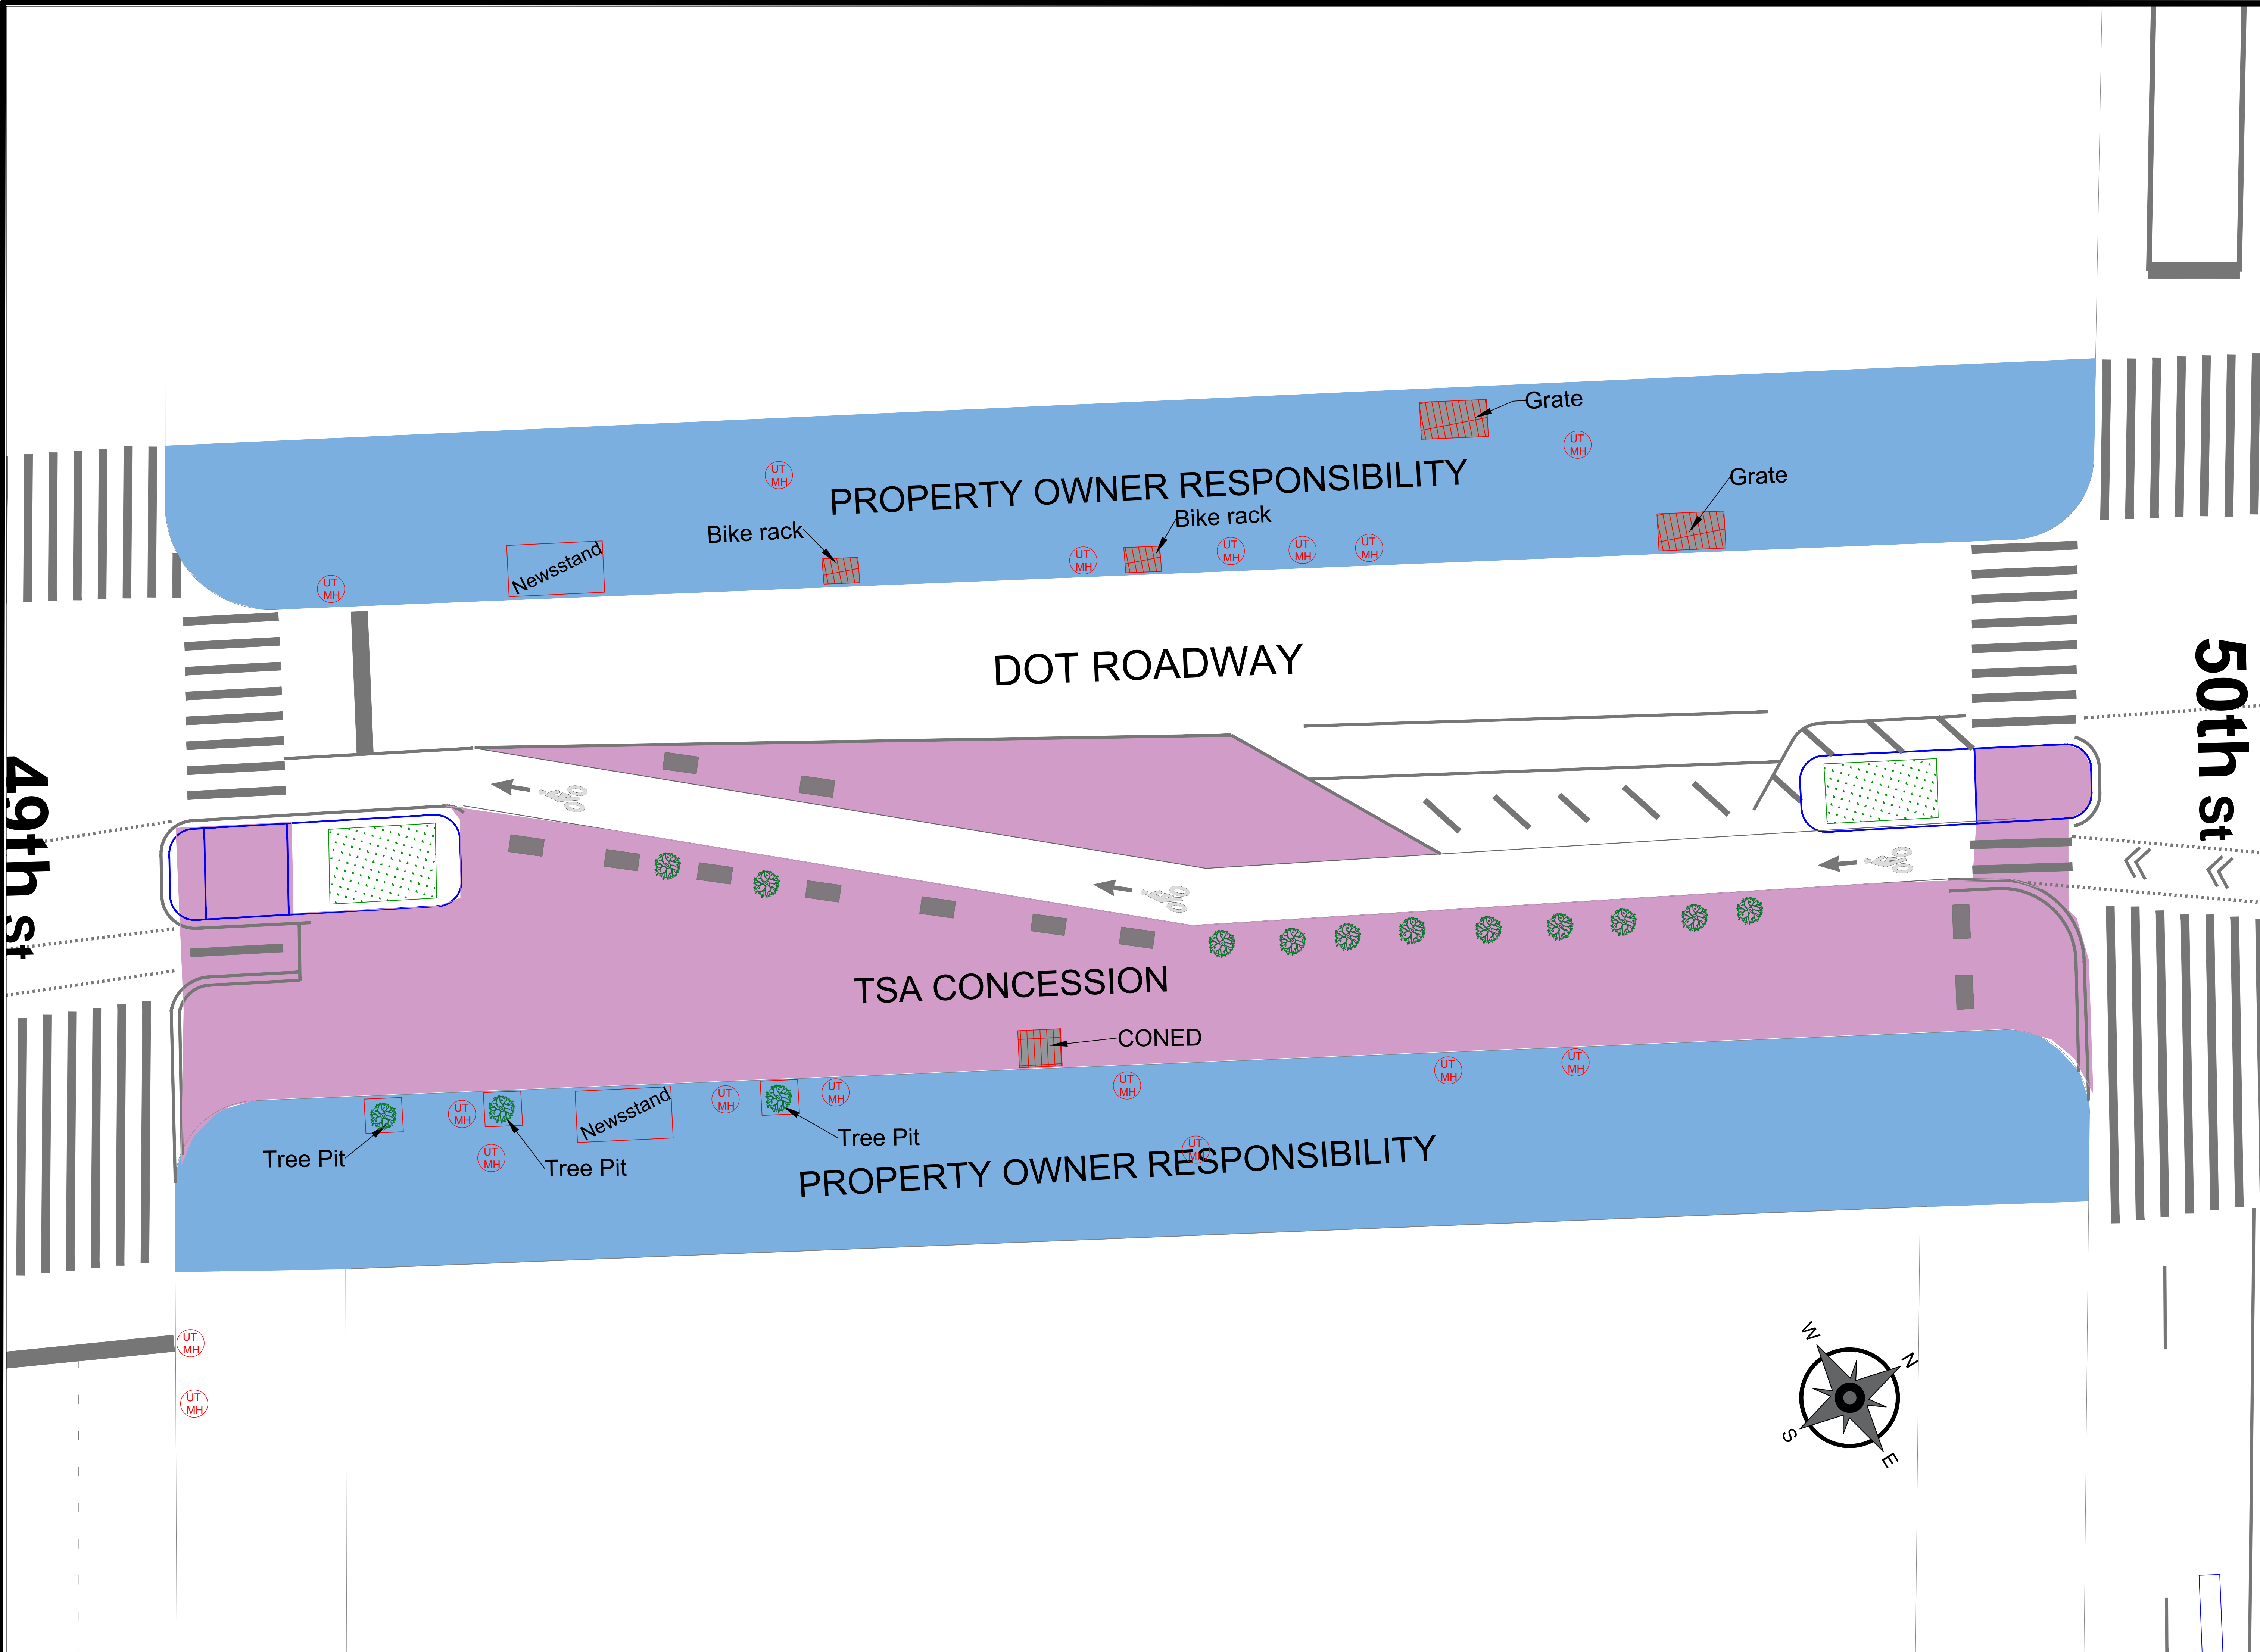 Grate
UT
MH
UT
MH
PROPERTY OWNER RESPONSIBILITY
Grate
Bike rack
Bike rack
Newsstand
UT
MH
UT
MH
UT
MH
UT
MH
UT
MH
DOT ROADWAY
50th st
49th st
TSA CONCESSION
CONED
UT
MH
UT
MH
UT
MH
UT
MH
UT
MH
UT
MH
Newsstand
Tree Pit
Tree Pit
Tree Pit
UT
MH
UT
MH
PROPERTY OWNER RESPONSIBILITY
UT
MH
UT
MH
W
N
S
E